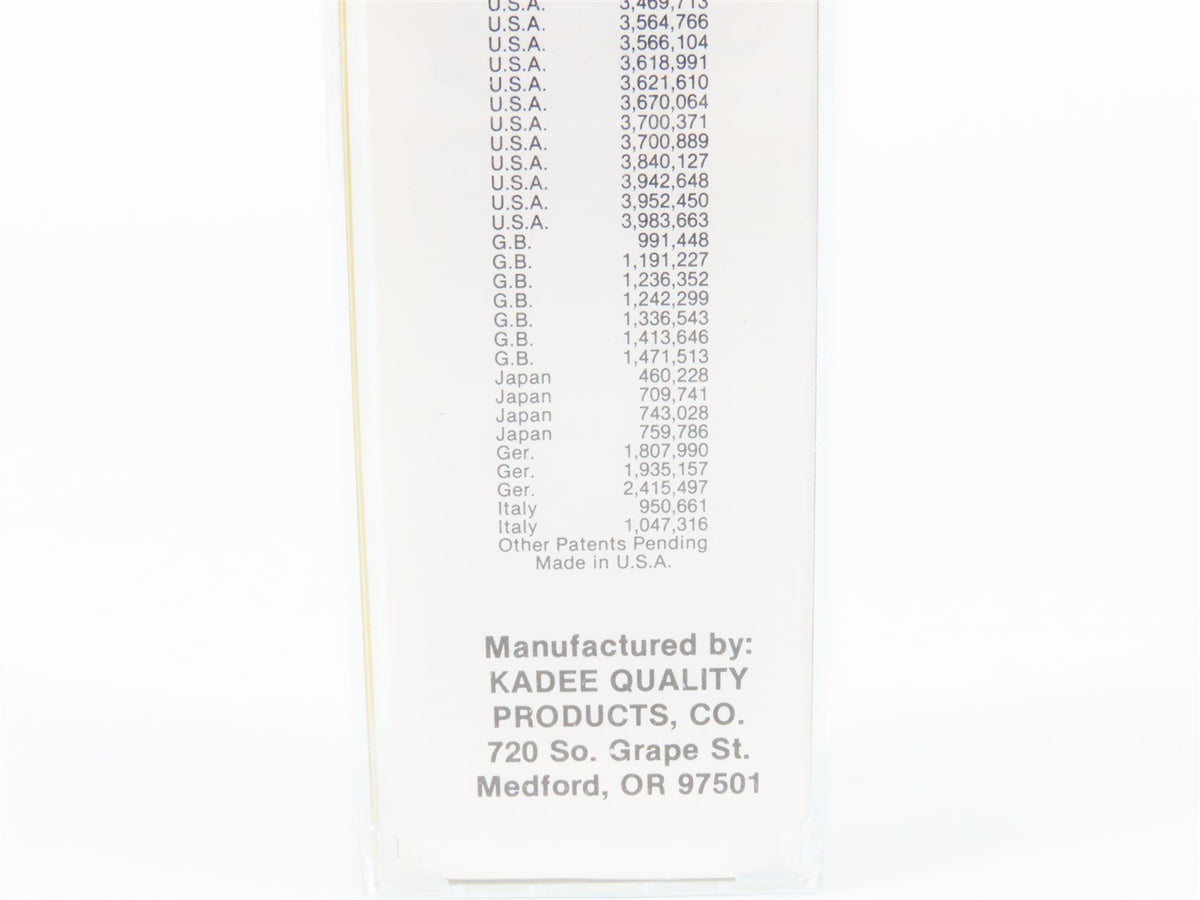 U.S.A. 3,469,713
U.S.A. 3,564,766
U.S.A. 3,566,104
U.S.A. 3,618,991
U.S.A. 3,621,610
U.S.A. 3,670,064
U.S.A. 3,700,371
U.S.A. 3,700,889
U.S.A. 3,840,127
U.S.A. 3,942,648
U.S.A. 3,952,450
U.S.A. 3,983,663
G.B. 991,448
G.B. 1,191,227
G.B. 1,236,352
G.B. 1,242,299
G.B. 1,336,543
G.B. 1,413,646
G.B. 1,471,513
Japan 460,228
Japan 709,741
Japan 743,028
Japan 759,786
Ger. 1,807,990
Ger. 1,935,157
Ger. 2,415,497
Italy 950,661
Italy 1,047,316
Other Patents Pending
Made in U.S.A.
Manufactured by:
KADEE QUALITY
PRODUCTS, CO.
720 So. Grape St.
Medford, OR 97501